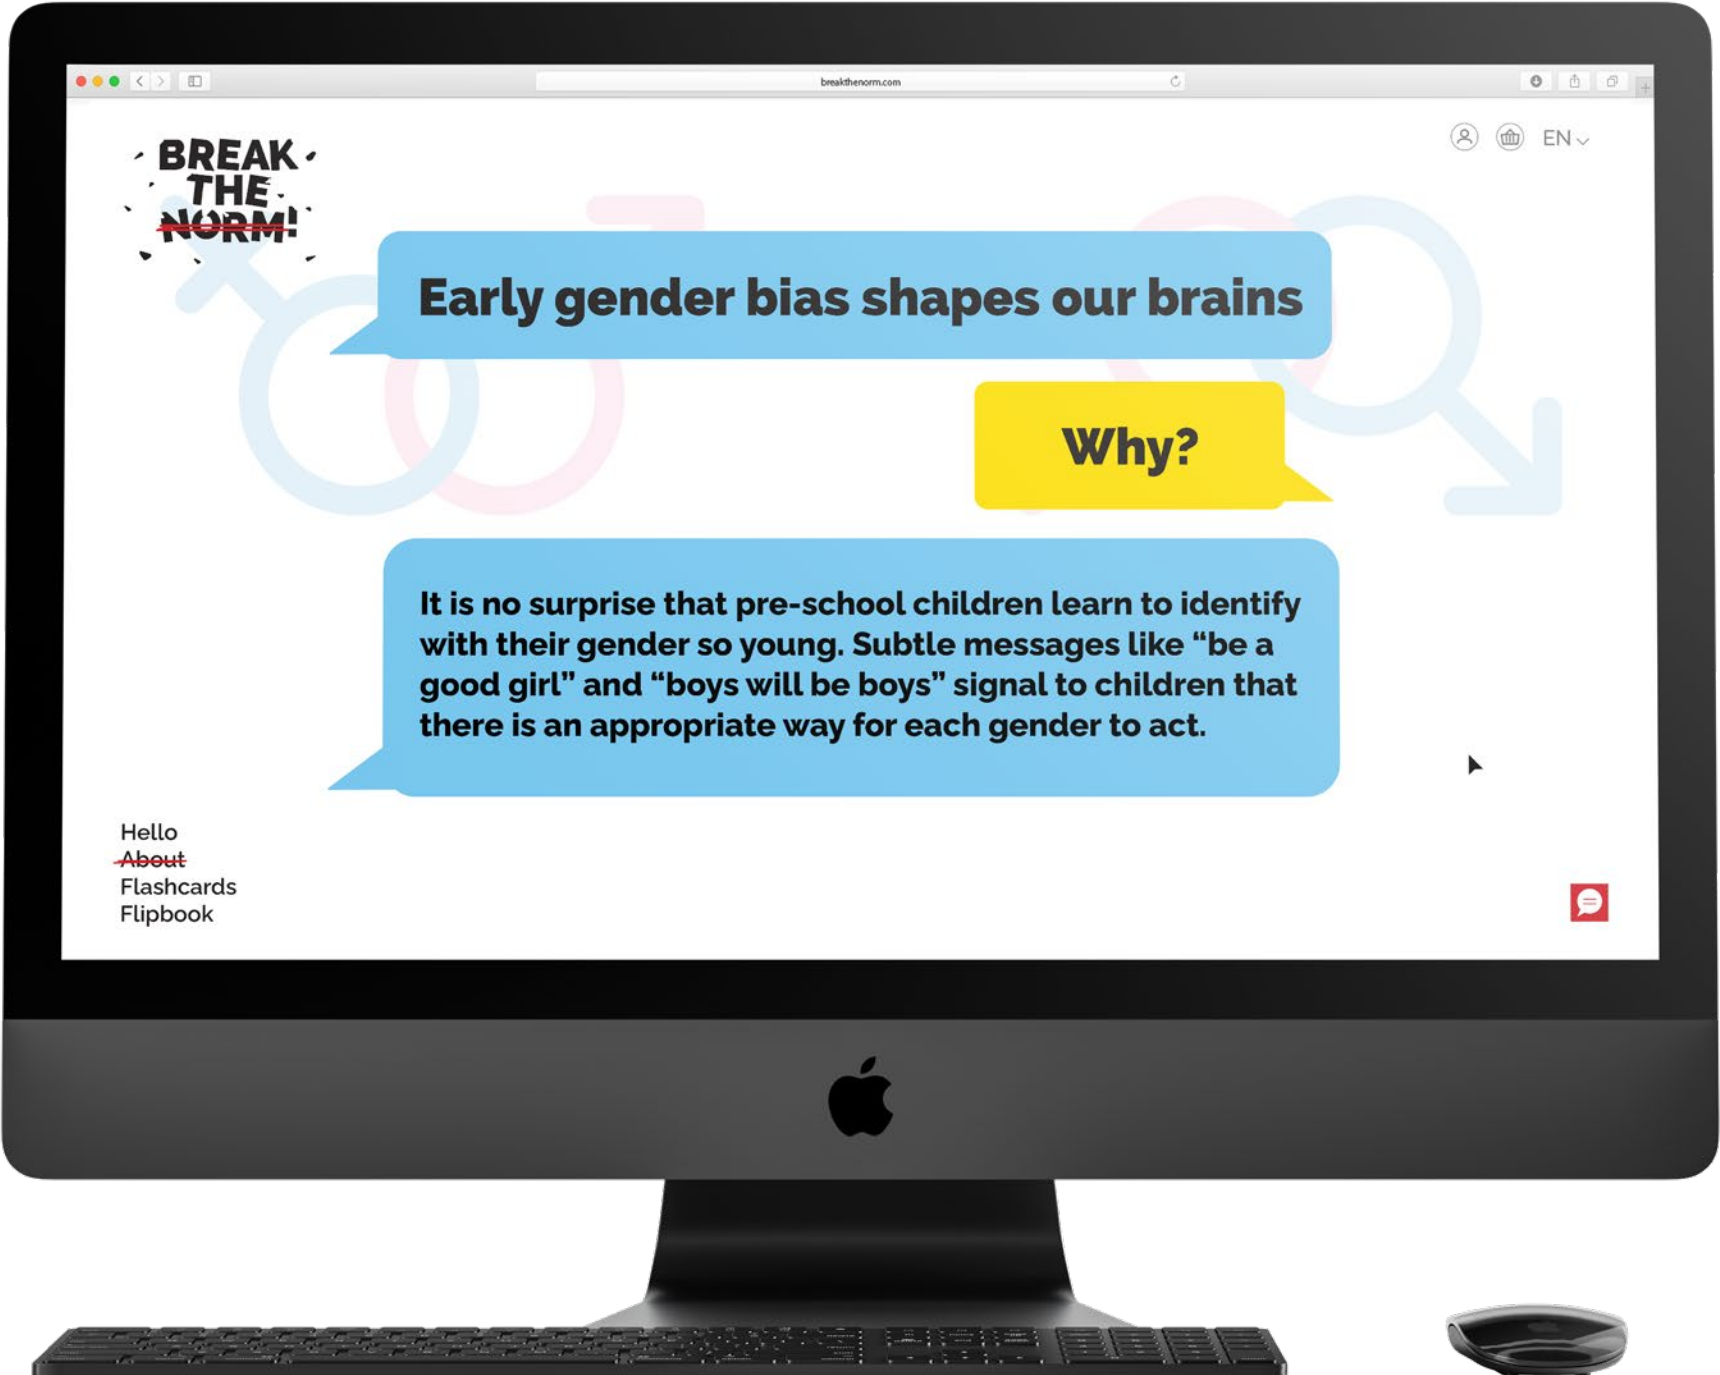 breakthenorm.com
BREAK
THE
NORM!
EN
Early gender bias shapes our brains
Why?
It is no surprise that pre-school children learn to identify
with their gender so young. Subtle messages like “be a
good girl” and “boys will be boys” signal to children that
there is an appropriate way for each gender to act.
Hello
About
Flashcards
Flipbook